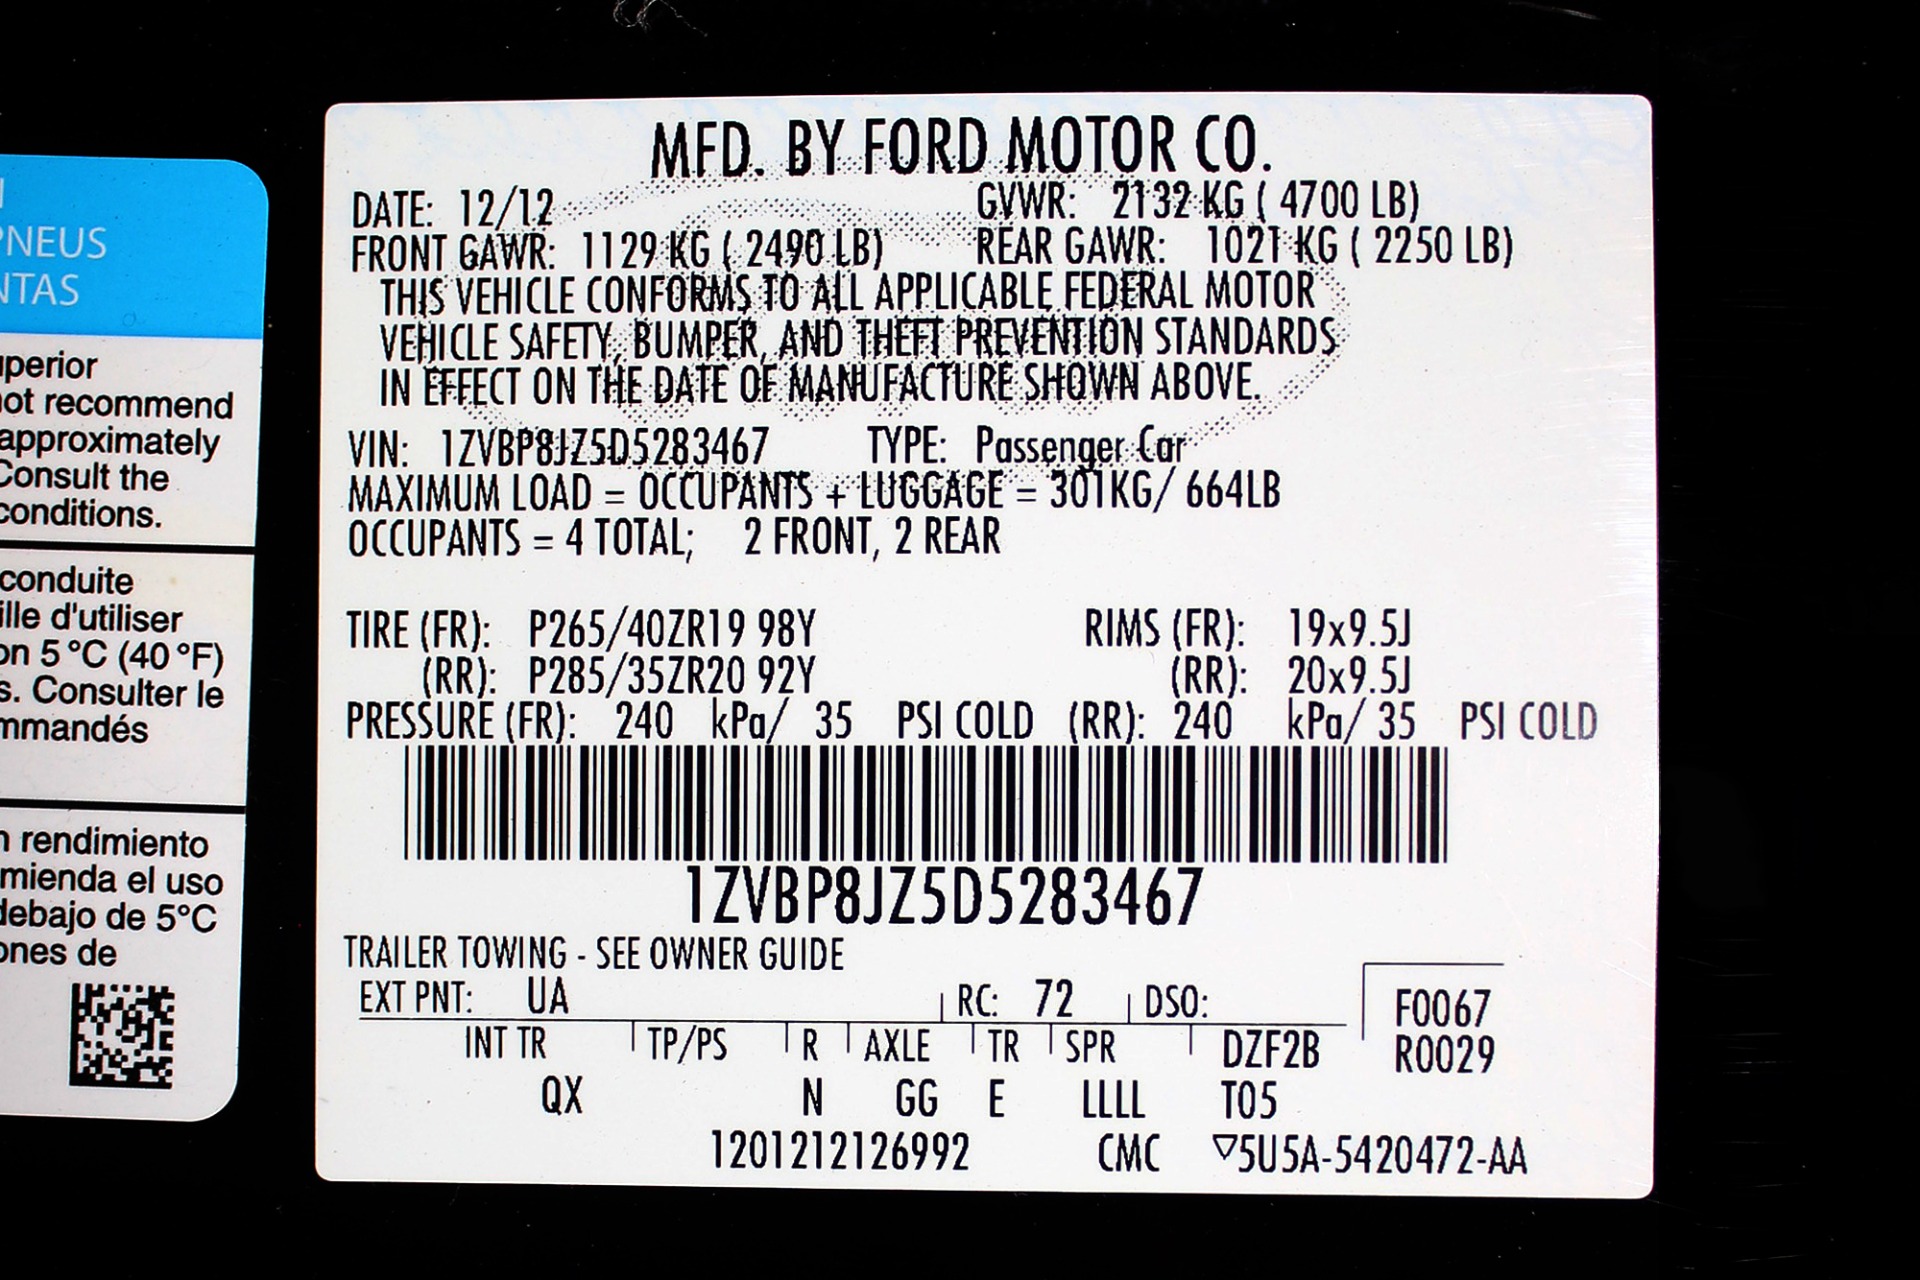 PNEUS
NTAS
uperior
not recommend
approximately
Consult the
conditions.
conduite
ille d'utiliser
on 5 °C (40 °F)
s. Consulter le
mmandés
n rendimiento
mienda el uso
debajo de 5°C
ones de
MFD. BY FORD MOTOR CO.
DATE: 12/12 GVWR: 2132 KG ( 4700 LB)
FRONT GAWR: 1129 KG ( 2490 LB) REAR GAWR: 1021 KG ( 2250 LB)
THIS VEHICLE CONFORMS TO ALL APPLICABLE FEDERAL MOTOR
VEHICLE SAFETY, BUMPER, AND THEFT PREVENTION STANDARDS
IN EFFECT ON THE DATE OF MANUFACTURE SHOWN ABOVE.
VIN: 1ZVBP8JZ5D5283467 TYPE: Passenger Car
MAXIMUM LOAD = OCCUPANTS + LUGGAGE = 301KG/ 664LB
OCCUPANTS = 4 TOTAL; 2 FRONT, 2 REAR
TIRE (FR): P265/40ZR19 98Y RIMS (FR): 19x9.5J
(RR): P285/35ZR20 92Y (RR): 20x9.5J
PRESSURE (FR): 240 kPa/ 35 PSI COLD (RR): 240 kPa/ 35 PSI COLD
1ZVBP8JZ5D5283467
TRAILER TOWING - SEE OWNER GUIDE
EXT PNT: UA RC: 72 DSO: F0067
INT TR TP/PS R AXLE TR SPR DZF2B R0029
QX N GG E LLLL T05
1201212126992 CMC ▽5U5A-5420472-AA